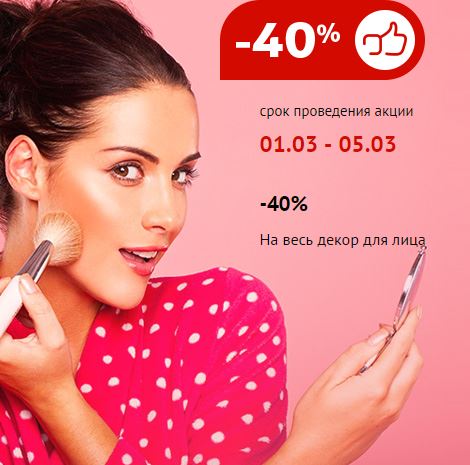 -40%
срок проведения акции
01.03 - 05.03
-40%
На весь декор для лица